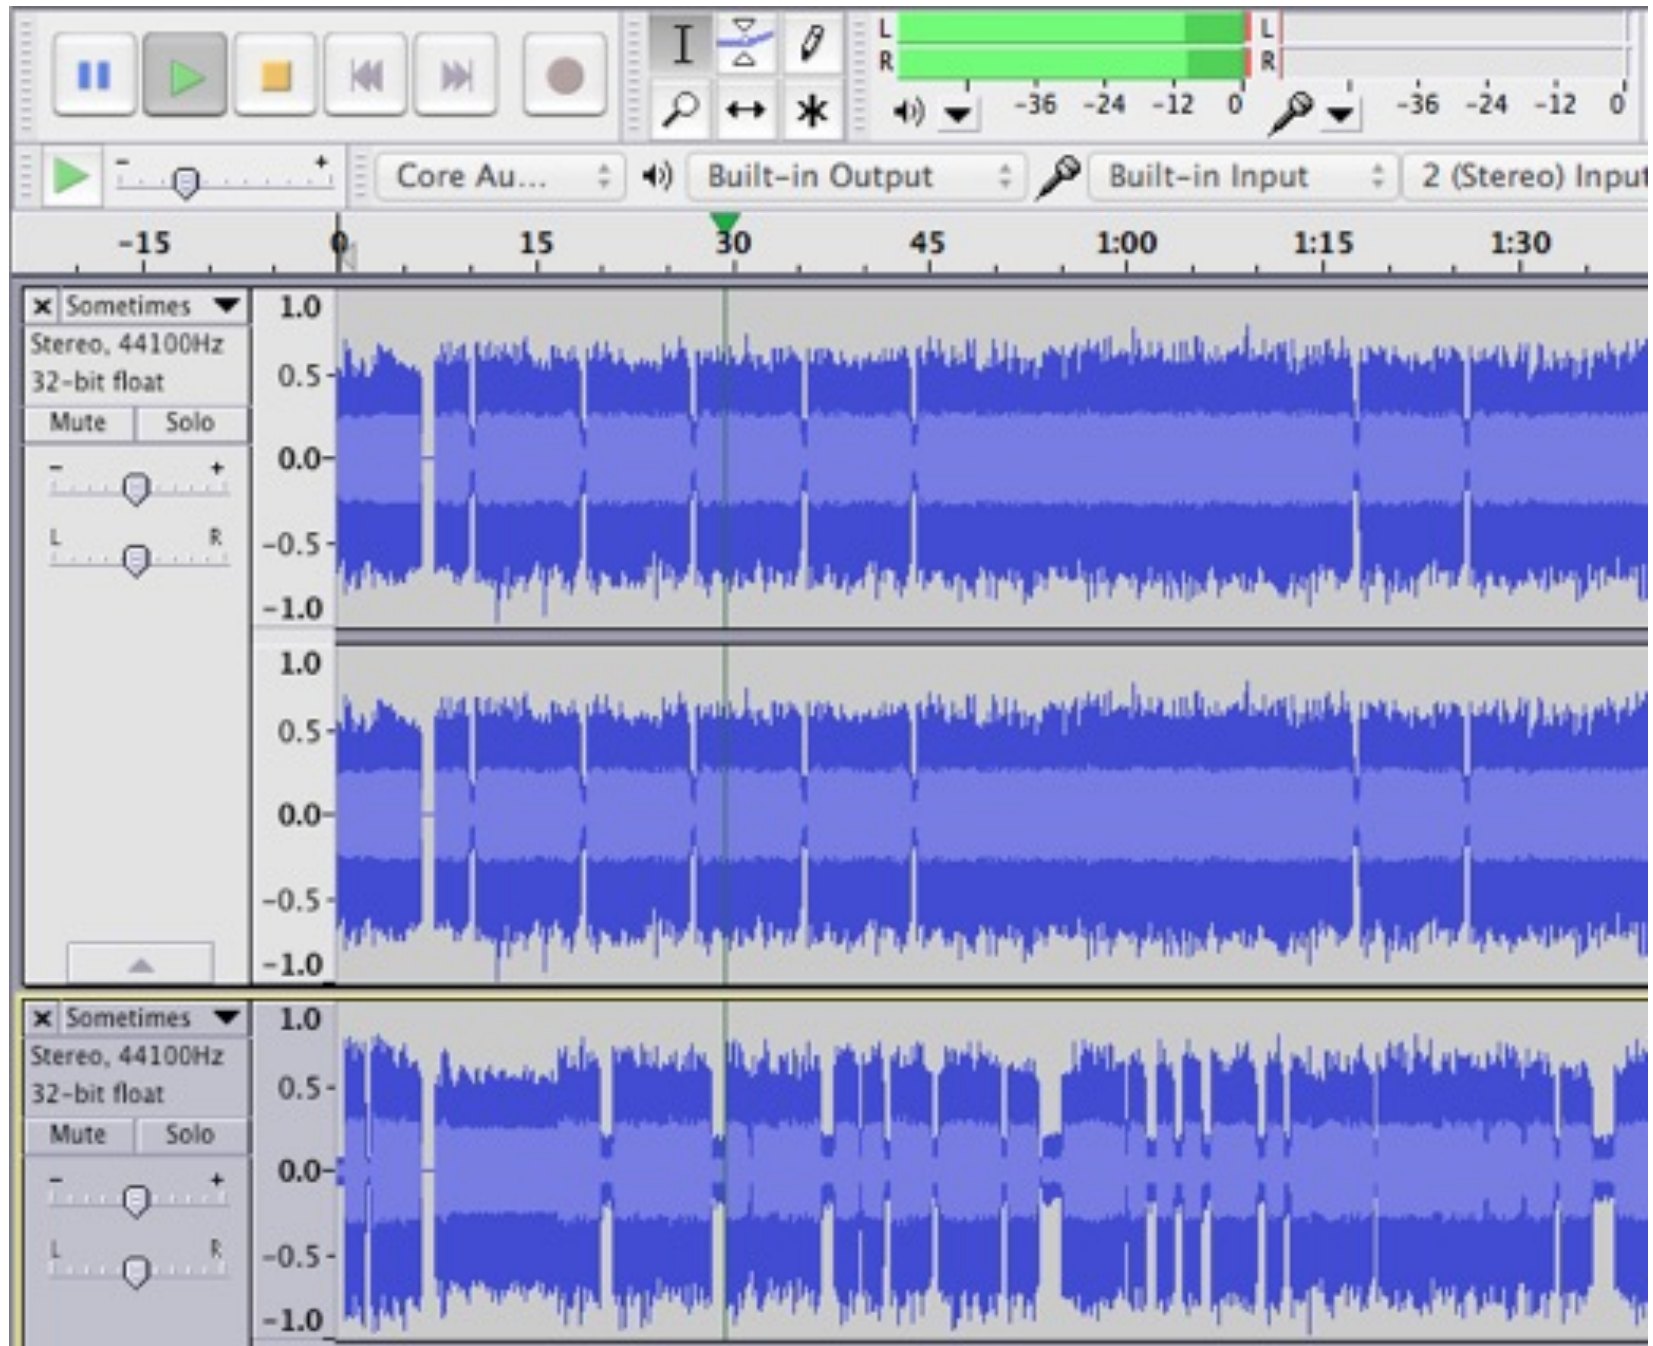 L
L
R
R
-36 -24 -12 0
-36 -24 -12 0
- +
Core Au...
Built-in Output
Built-in Input
2 (Stereo) Input
-15 0 15 30 45 1:00 1:15 1:30
Sometimes
Stereo, 44100Hz
32-bit float
Mute Solo
- +
L R
1.0
0.5
0.0
-0.5
-1.0
1.0
0.5
0.0
-0.5
-1.0
Sometimes
Stereo, 44100Hz
32-bit float
Mute Solo
- +
L R
1.0
0.5
0.0
-0.5
-1.0